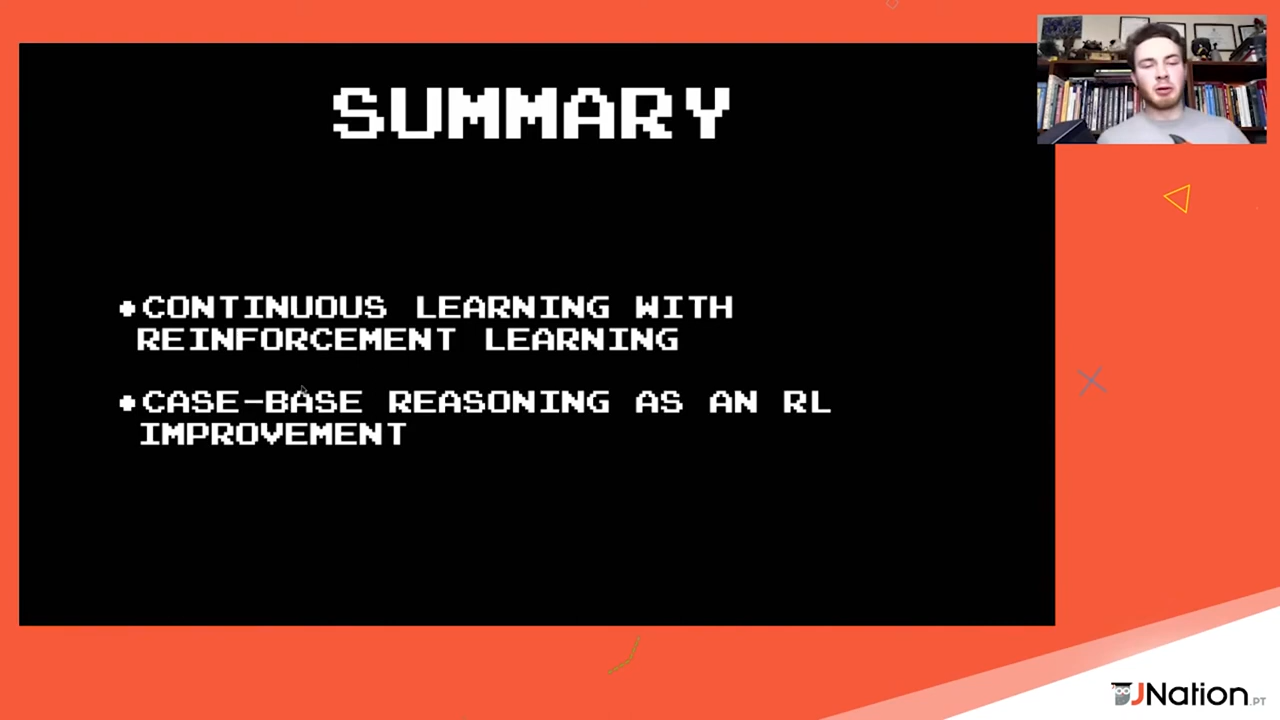 SUMMARY
•CONTINUOUS LEARNING WITH
REINFORCEMENT LEARNING
•CASE-BASE REASONING AS AN RL
IMPROVEMENT
JNation.PT